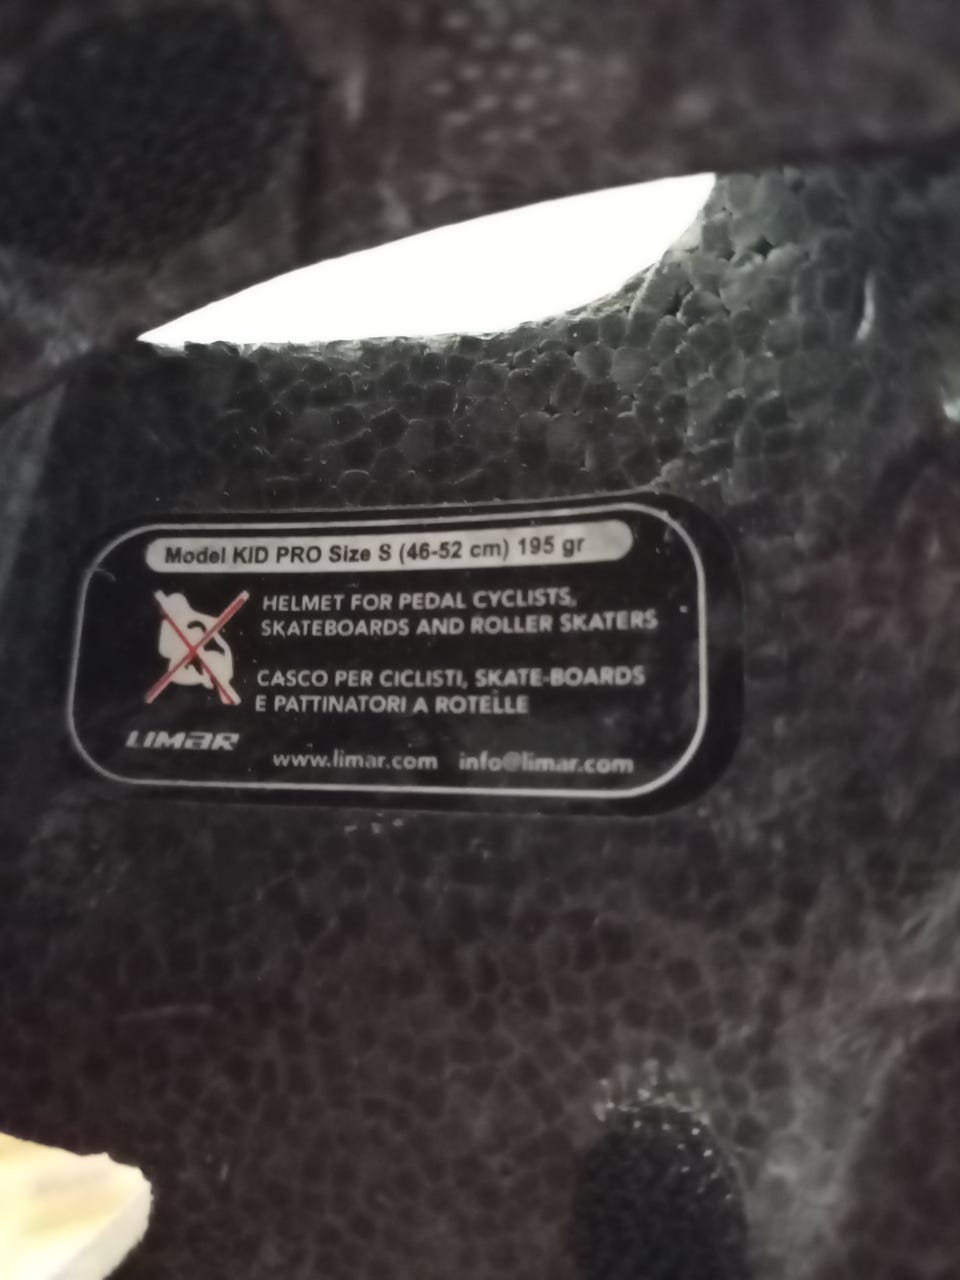 Model KID PRO Size S (46-52 cm) 195 gr
HELMET FOR PEDAL CYCLISTS,
SKATEBOARDS AND ROLLER SKATERS
CASCO PER CICLISTI, SKATE-BOARDS
E PATTINATORI A ROTELLE
LIMAR
www.limar.com info@limar.com